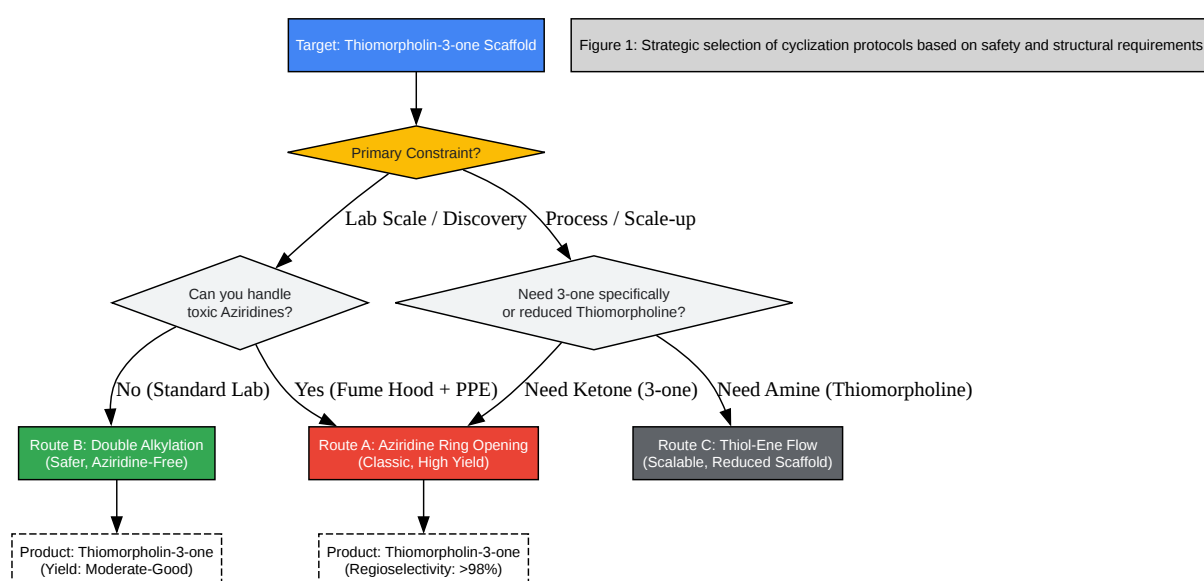 Target: Thiomorpholin-3-one Scaffold
Figure 1: Strategic selection of cyclization protocols based on safety and structural requirements
Primary Constraint?
Lab Scale / Discovery
Process / Scale-up
Can you handle
toxic Aziridines?
Need 3-one specifically
or reduced Thiomorpholine?
No (Standard Lab)
Yes (Fume Hood + PPE)
Need Ketone (3-one)
Need Amine (Thiomorpholine)
Route B: Double Alkylation
(Safer, Aziridine-Free)
Route A: Aziridine Ring Opening
(Classic, High Yield)
Route C: Thiol-Ene Flow
(Scalable, Reduced Scaffold)
Product: Thiomorpholin-3-one
(Yield: Moderate-Good)
Product: Thiomorpholin-3-one
(Regioselectivity: >98%)